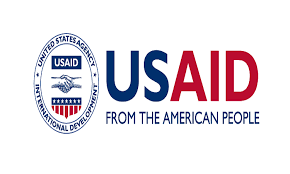 UNITED STATES AGENCY
USAID
INTERNATIONAL DEVELOPMENT
USAID
FROM THE AMERICAN PEOPLE